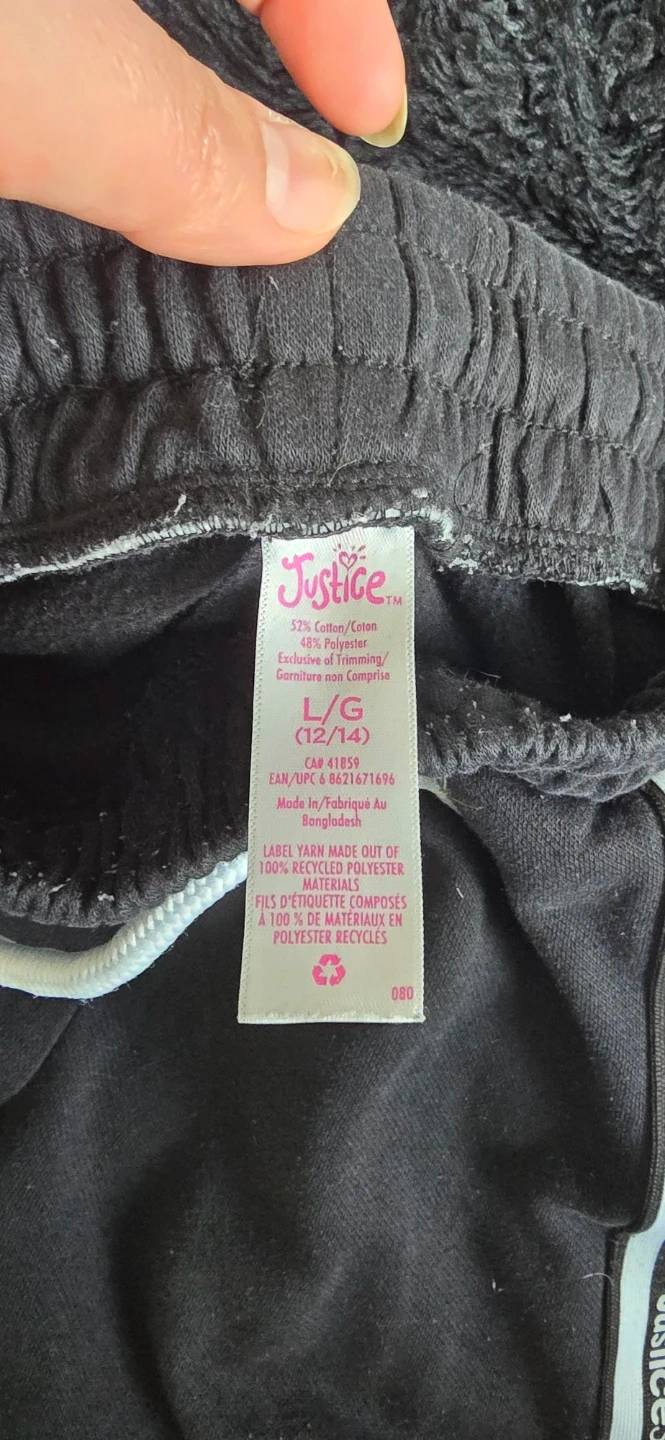 Justice™
52% Cotton/Coton
48% Polyester
Exclusive of Trimming/
Garniture non Comprise
L/G
(12/14)
CA# 41859
EAN/UPC 6 8621671696
Made In/Fabriqué Au
Bangladesh
LABEL YARN MADE OUT OF
100% RECYCLED POLYESTER
MATERIALS
FILS D'ÉTIQUETTE COMPOSÉS
À 100 % DE MATÉRIAUX EN
POLYESTER RECYCLÉS
080